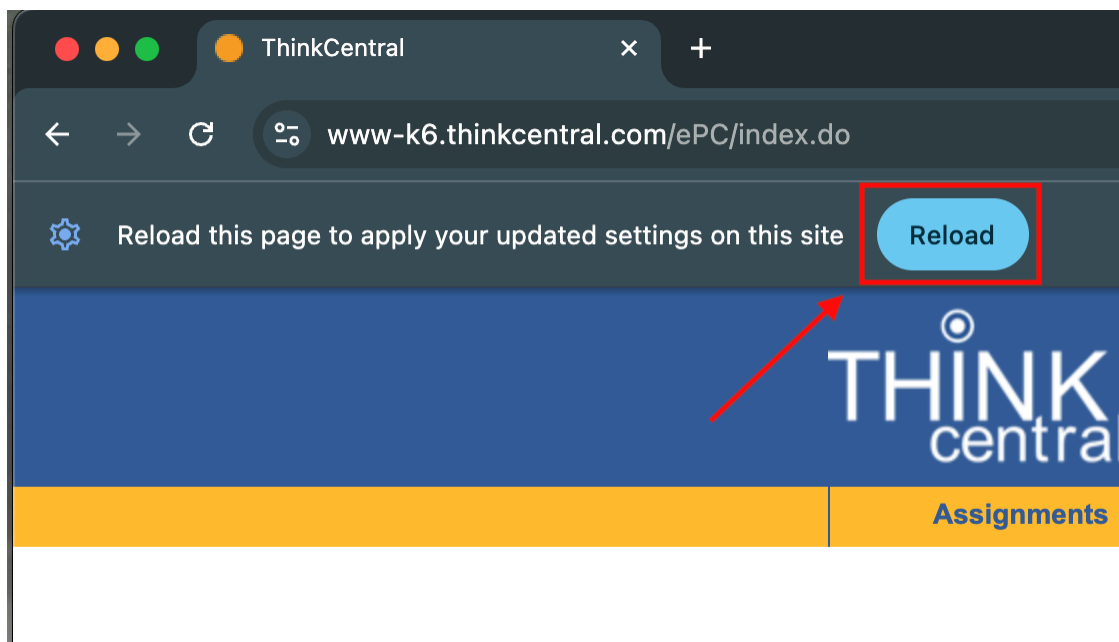 ThinkCentral
www-k6.thinkcentral.com/ePC/index.do
Reload this page to apply your updated settings on this site
Reload
THINK
central
Assignments